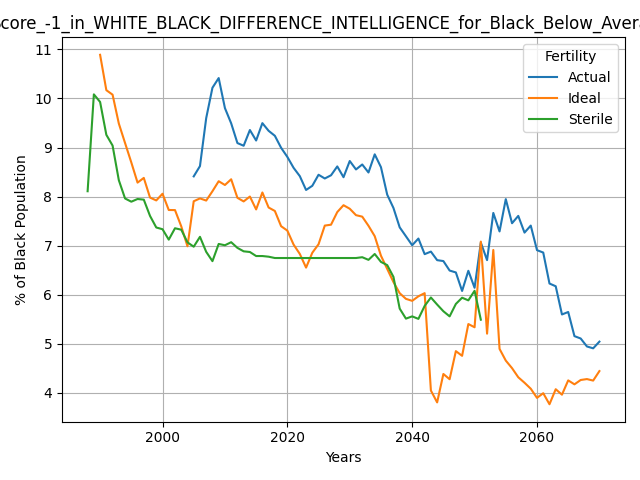 core_-1_in_WHITE_BLACK_DIFFERENCE_INTELLIGENCE_for_Black_Below_Avera
Fertility
Actual
Ideal
Sterile
% of Black Population
11
10
9
8
7
6
5
4
2000
2020
2040
2060
Years